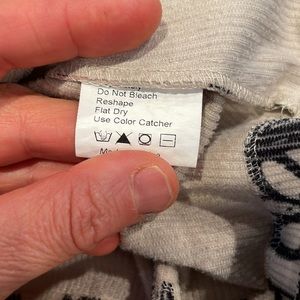 Do Not Bleach
Reshape
Flat Dry
Use Color Catcher